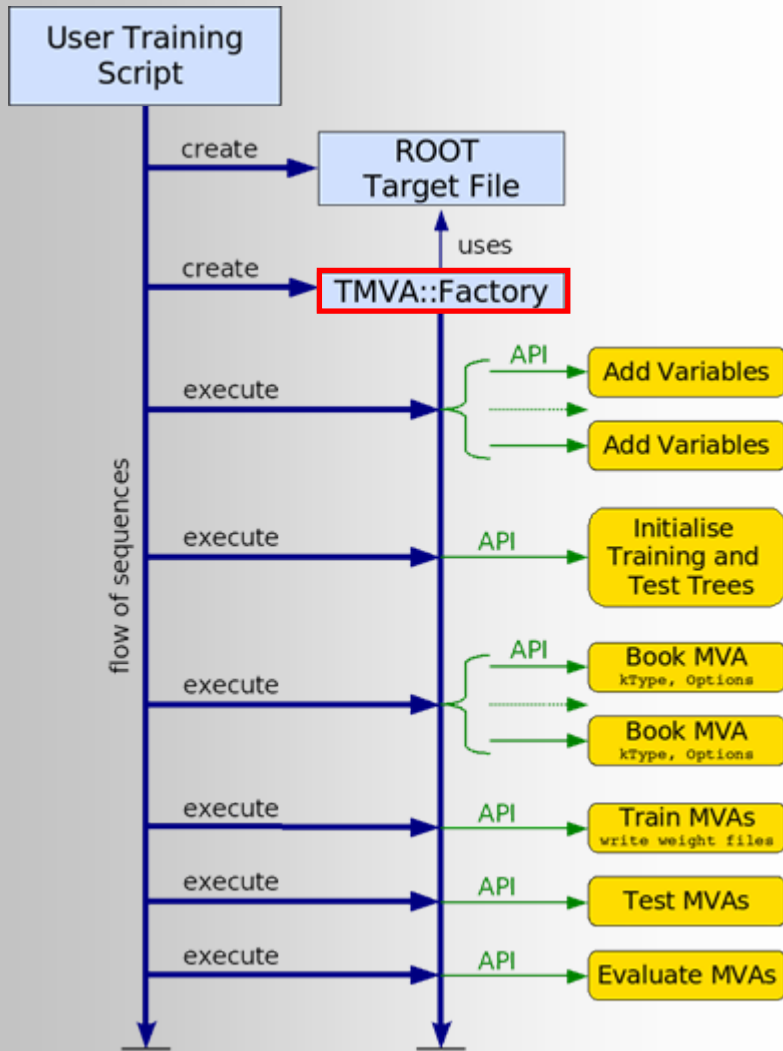 User Training
Script
create
ROOT
Target File
uses
create
TMVA::Factory
API
Add Variables
execute
Add Variables
flow of sequences
execute
API
Initialise
Training and
Test Trees
API
Book MVA
kType, Options
execute
Book MVA
kType, Options
execute
API
Train MVAs
write weight files
execute
API
Test MVAs
execute
API
Evaluate MVAs